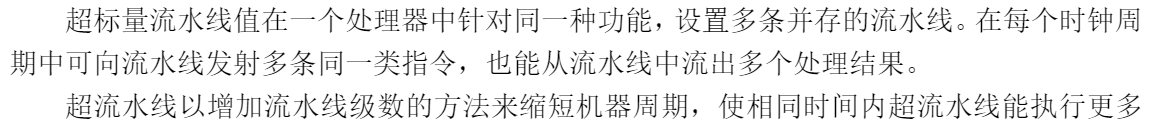 超标量流水线值在一个处理器中针对同一种功能，设置多条并存的流水线。在每个时钟周
期中可向流水线发射多条同一类指令，也能从流水线中流出多个处理结果。
超流水线以增加流水线级数的方法来缩短机器周期，使相同时间内超流水线能执行更多